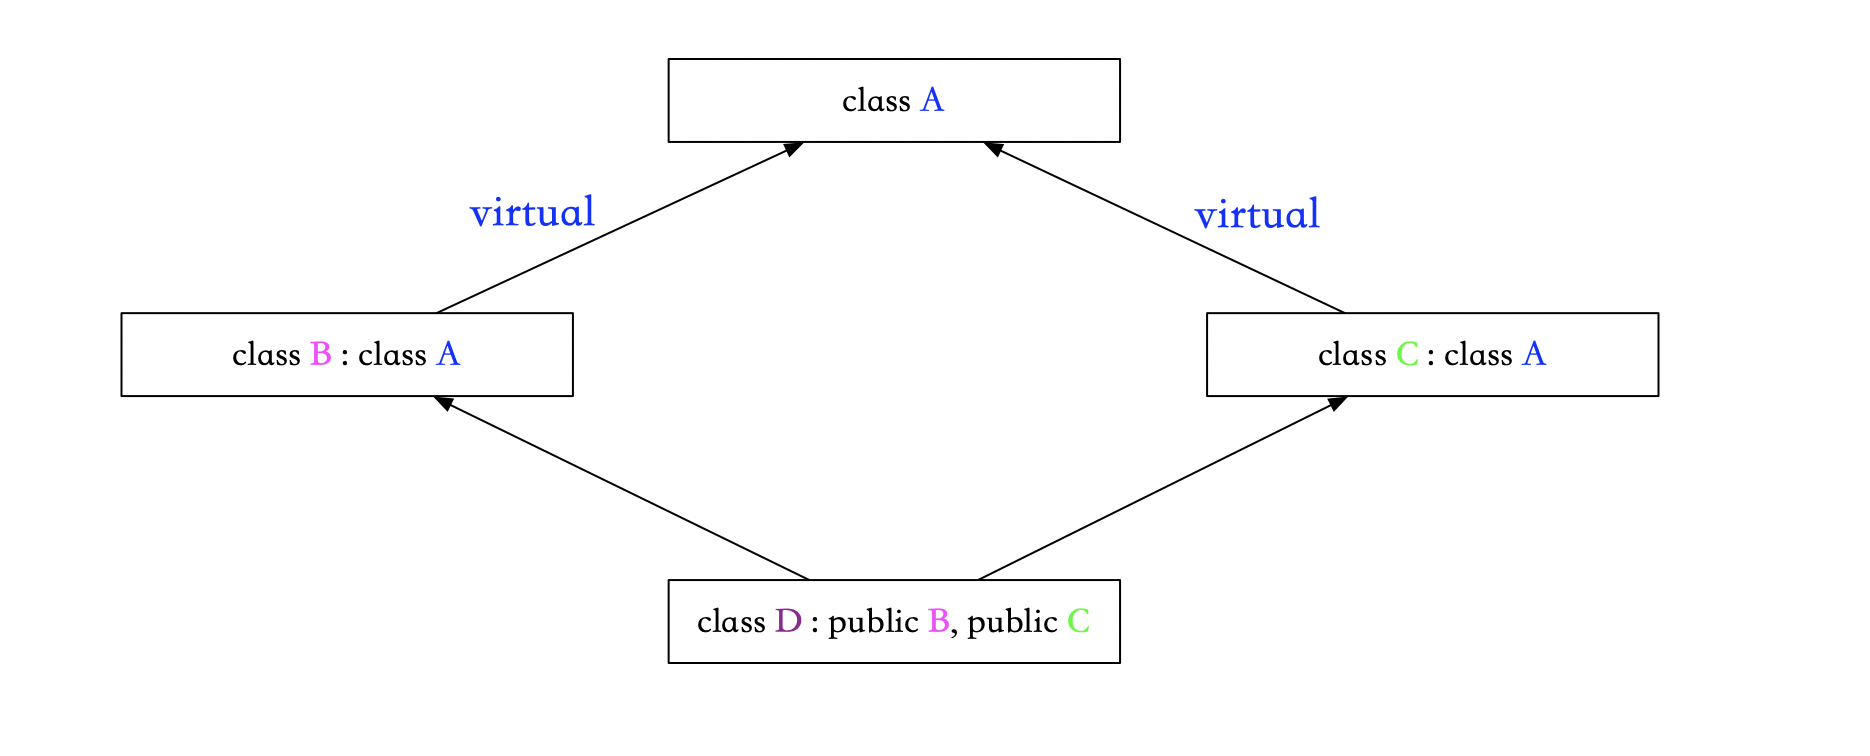 class A
virtual
virtual
class B : class A
class C : class A
class D : public B, public C